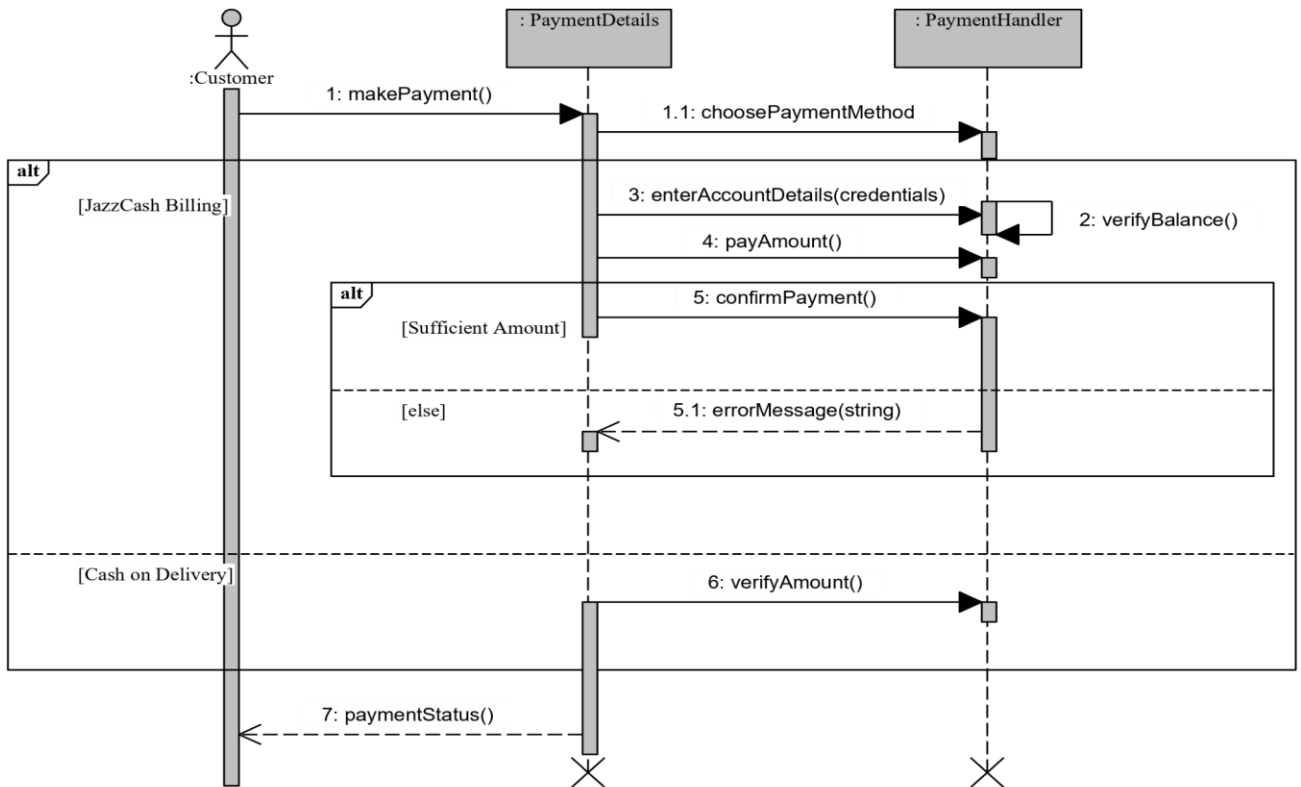 : PaymentDetails
: PaymentHandler
:Customer
1: makePayment()
1.1: choosePaymentMethod
alt
[JazzCash Billing]
3: enterAccountDetails(credentials)
2: verifyBalance()
4: payAmount()
alt
5: confirmPayment()
[Sufficient Amount]
[else]
5.1: errorMessage(string)
[Cash on Delivery]
6: verifyAmount()
7: paymentStatus()